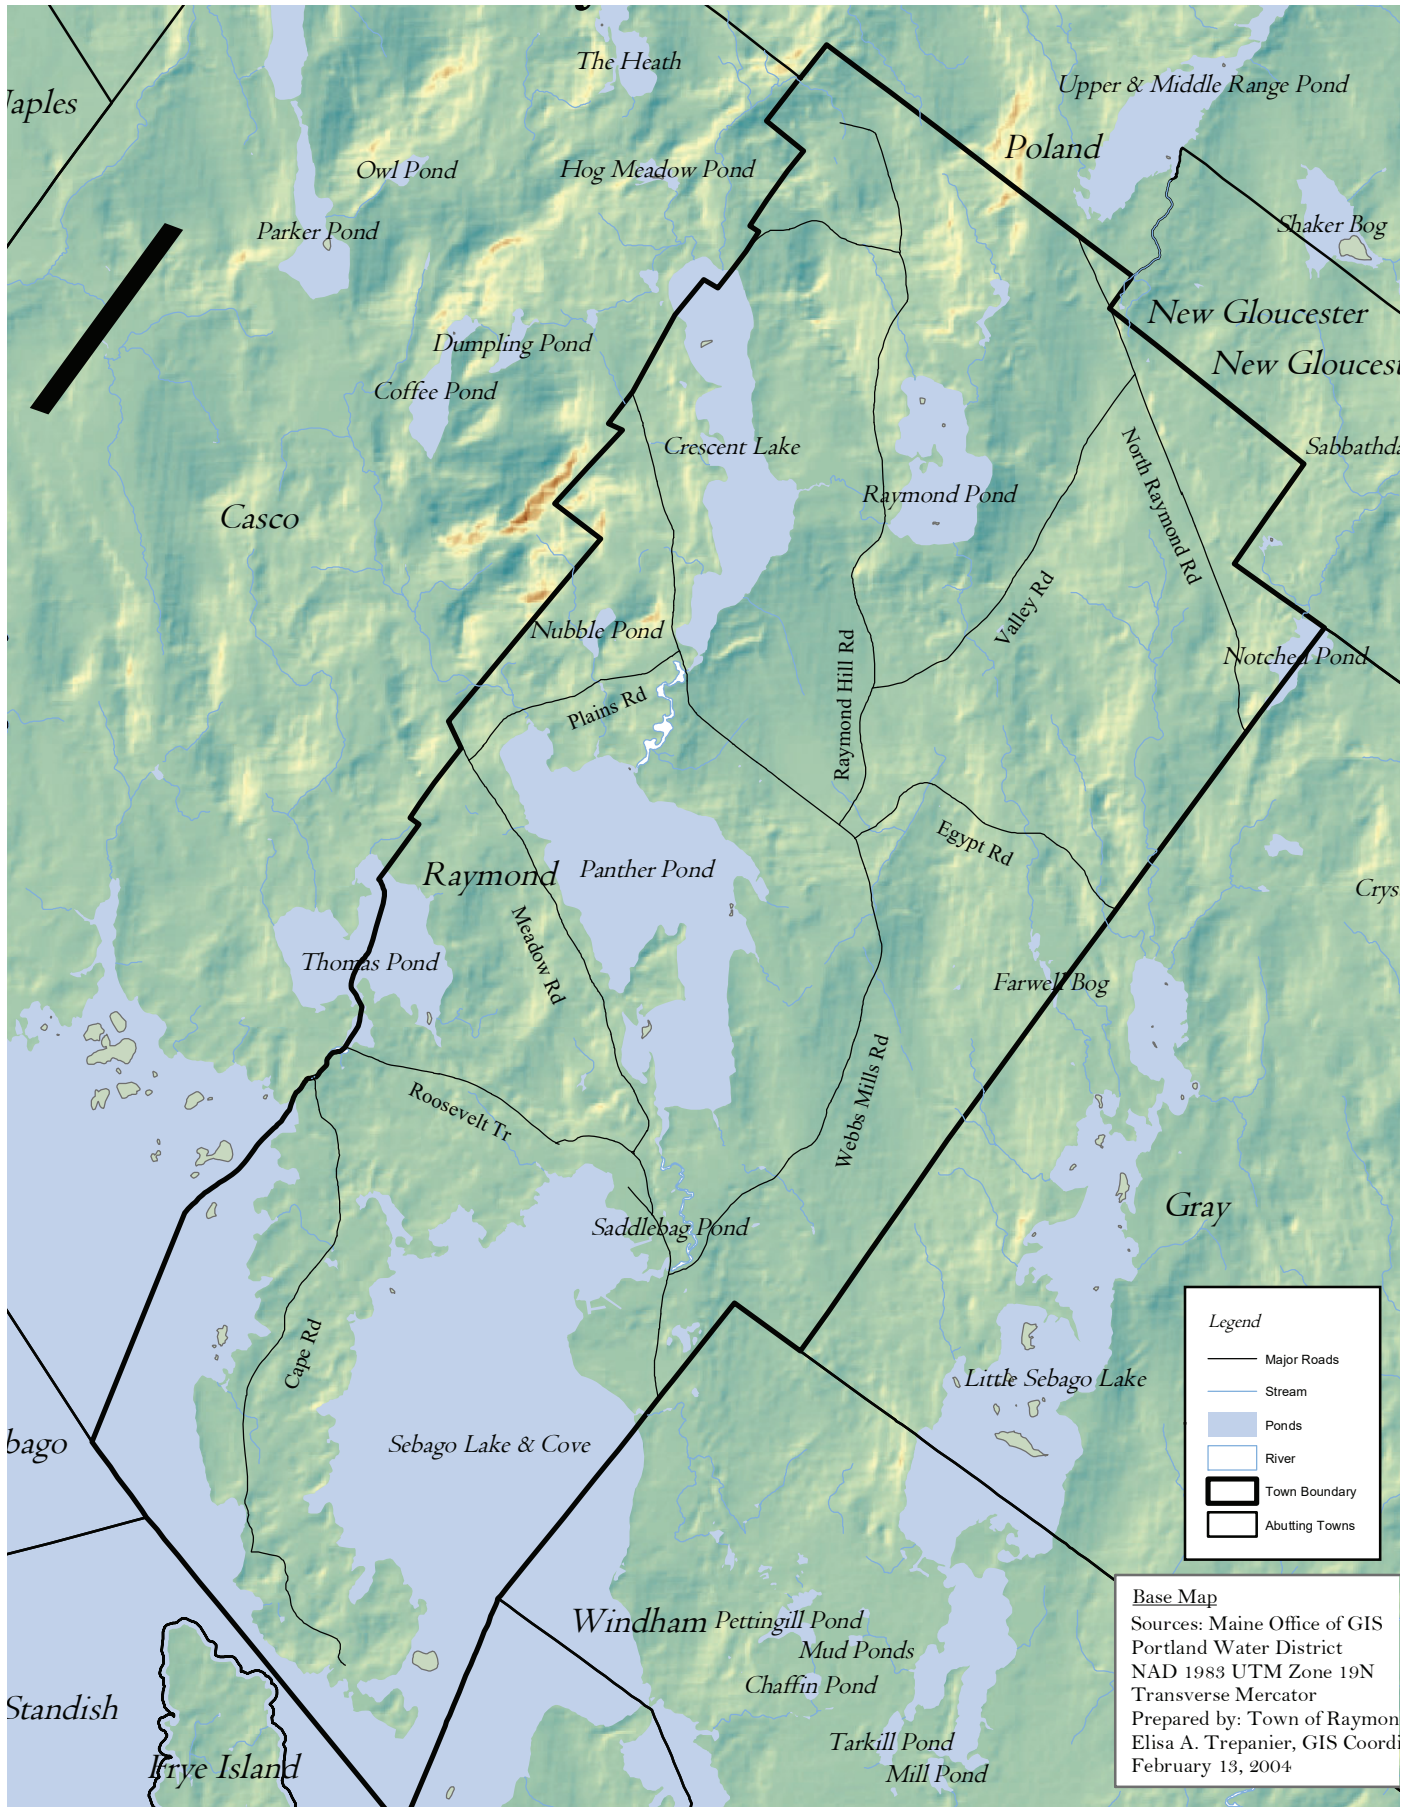 The Heath
Upper & Middle Range Pond
Naples
Poland
Owl Pond
Hog Meadow Pond
Parker Pond
Shaker Bog
New Gloucester
Dumpling Pond
New Gloucest
Coffee Pond
Crescent Lake
Sabbathda
Raymond Pond
North Raymond Rd
Casco
Valley Rd
Nubble Pond
Notched Pond
Plains Rd
Raymond Hill Rd
Egypt Rd
Raymond
Panther Pond
Crys
Meadow Rd
Thomas Pond
Farwell Bog
Roosevelt Tr
Webbs Mills Rd
Gray
Saddlebag Pond
Cape Rd
Legend
Major Roads
Stream
Ponds
River
Town Boundary
Abutting Towns
Little Sebago Lake
bago
Sebago Lake & Cove
Windham
Pettingill Pond
Mud Ponds
Chaffin Pond
Standish
Tarkill Pond
Frye Island
Mill Pond
Base Map
Sources: Maine Office of GIS
Portland Water District
NAD 1983 UTM Zone 19N
Transverse Mercator
Prepared by: Town of Raymon
Elisa A. Trepanier, GIS Coordi
February 13, 2004